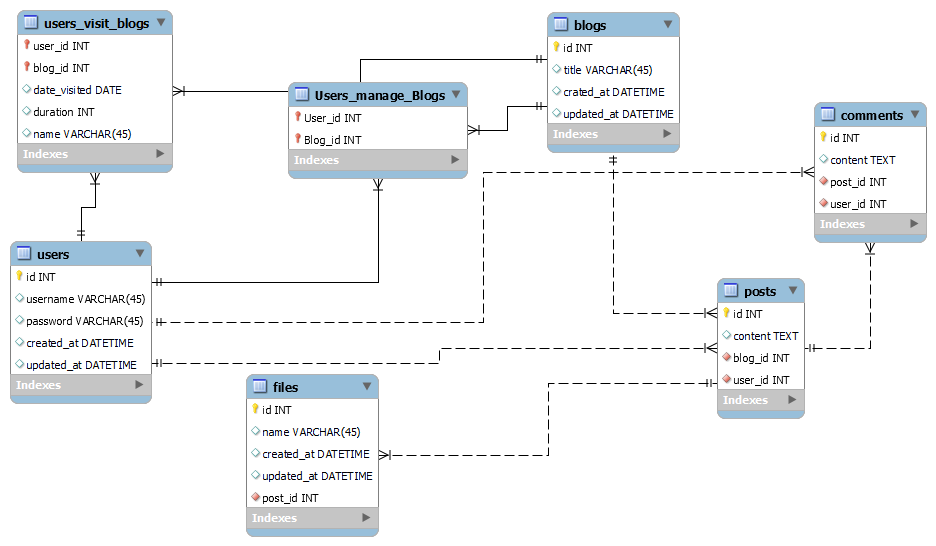 users_visit_blogs
user_id INT
blog_id INT
date_visited DATE
duration INT
name VARCHAR(45)
Indexes
Users_manage_Blogs
User_id INT
Blog_id INT
Indexes
blogs
id INT
title VARCHAR(45)
crated_at DATETIME
updated_at DATETIME
Indexes
comments
id INT
content TEXT
post_id INT
user_id INT
Indexes
users
id INT
username VARCHAR(45)
password VARCHAR(45)
created_at DATETIME
updated_at DATETIME
Indexes
files
id INT
name VARCHAR(45)
created_at DATETIME
updated_at DATETIME
post_id INT
Indexes
posts
id INT
content TEXT
blog_id INT
user_id INT
Indexes